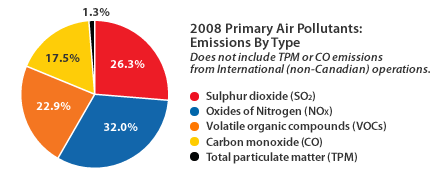 1.3%
17.5%
26.3%
22.9%
32.0%
2008 Primary Air Pollutants:
Emissions By Type
Does not include TPM or CO emissions
from International (non-Canadian) operations.
Sulphur dioxide (SO₂)
Oxides of Nitrogen (NOx)
Volatile organic compounds (VOCs)
Carbon monoxide (CO)
Total particulate matter (TPM)